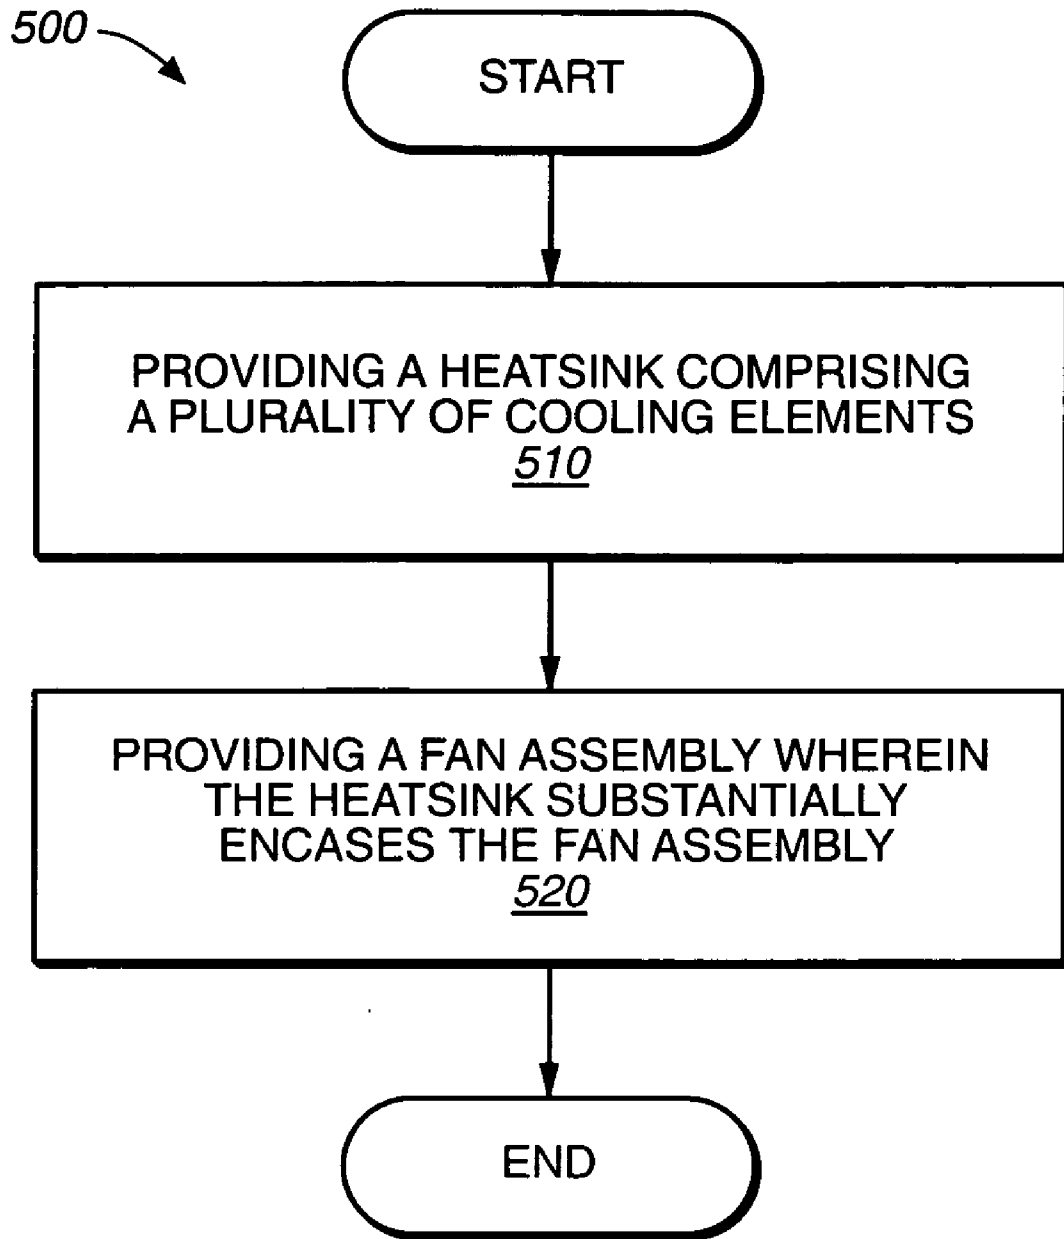 500
START
PROVIDING A HEATSINK COMPRISING
A PLURALITY OF COOLING ELEMENTS
510
PROVIDING A FAN ASSEMBLY WHEREIN
THE HEATSINK SUBSTANTIALLY
ENCASES THE FAN ASSEMBLY
520
END